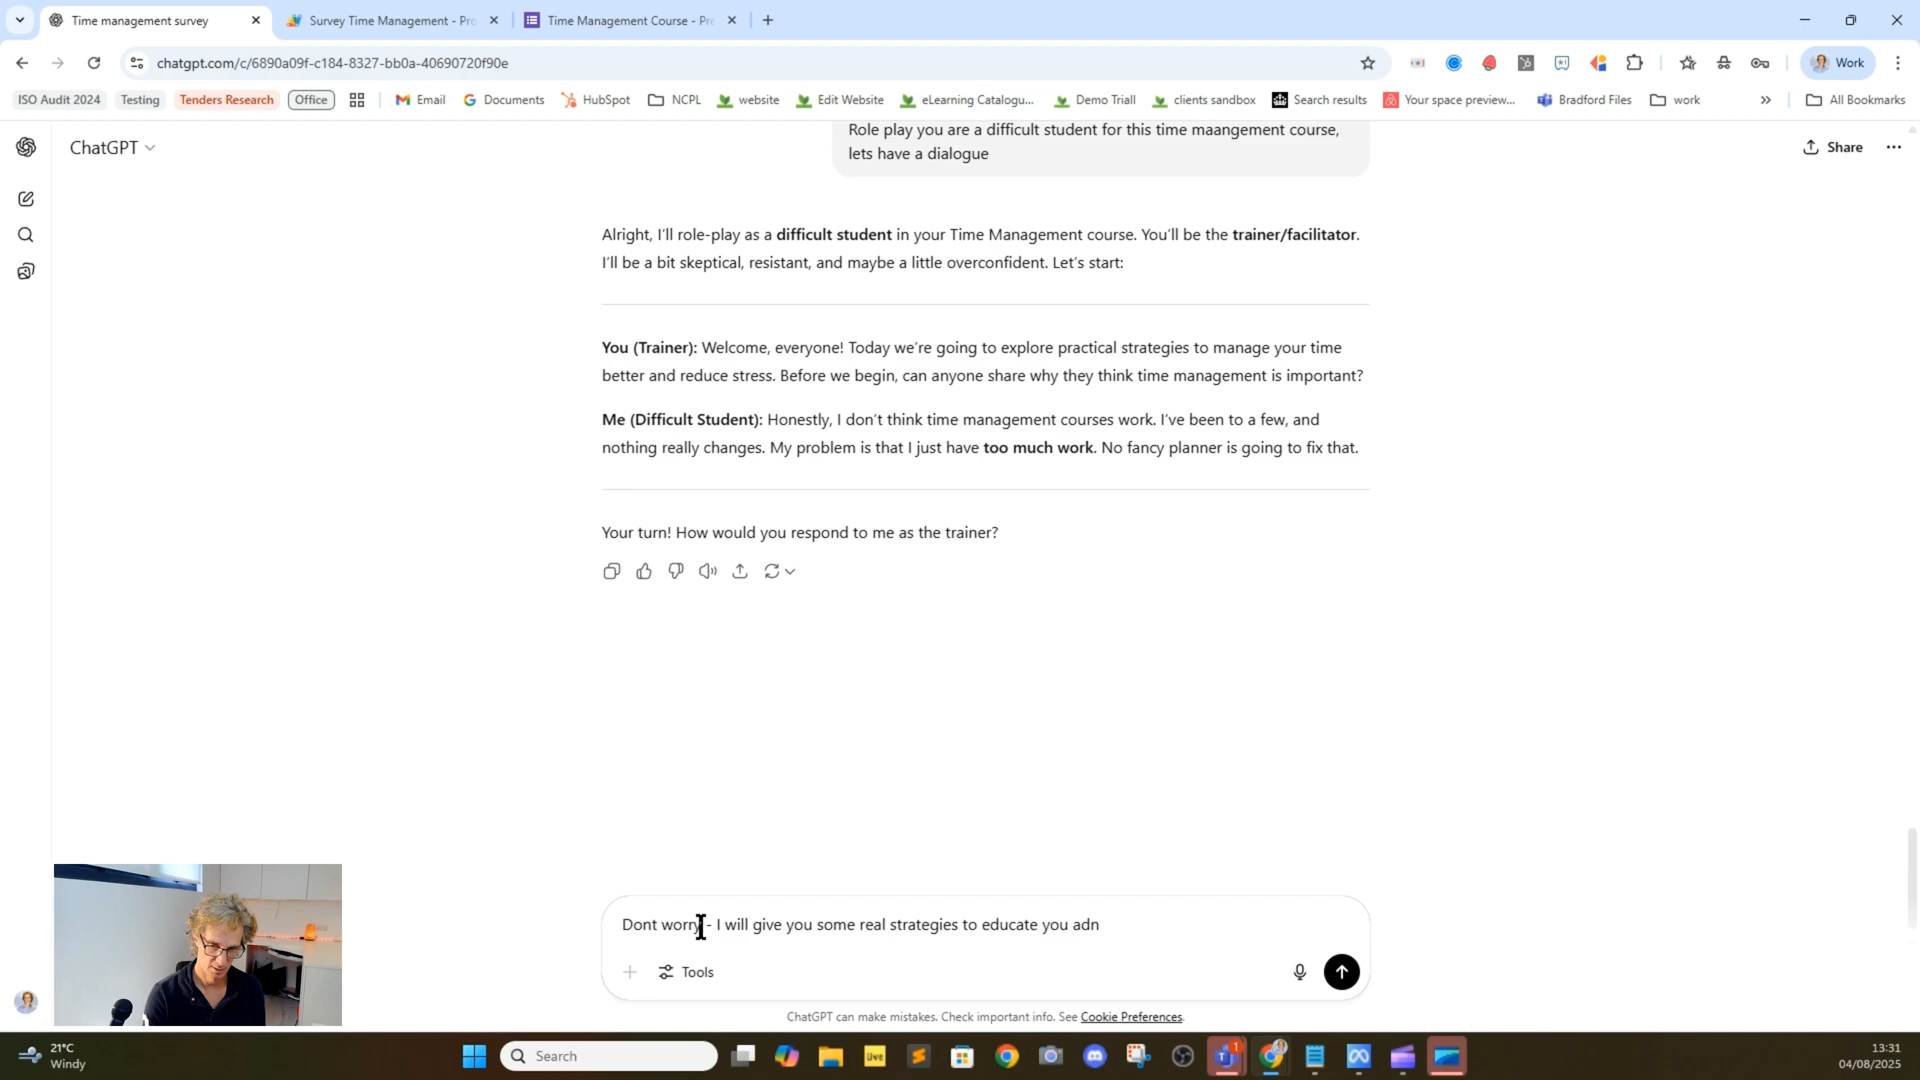 Time management survey
Survey Time Management - Pro
Time Management Course - Pre
chatgpt.com/c/6890a09f-c184-8327-bb0a-40690720f90e
Work
ISO Audit 2024
Testing
Tenders Research
Office
Email
Documents
HubSpot
NCPL
website
Edit Website
eLearning Catalogu...
Demo Triall
clients sandbox
Search results
Your space preview...
Bradford Files
work
All Bookmarks
ChatGPT
Share
Role play you are a difficult student for this time maangement course,
lets have a dialogue
Alright, I'll role-play as a difficult student in your Time Management course. You'll be the trainer/facilitator.
I'll be a bit skeptical, resistant, and maybe a little overconfident. Let's start:
You (Trainer): Welcome, everyone! Today we're going to explore practical strategies to manage your time
better and reduce stress. Before we begin, can anyone share why they think time management is important?
Me (Difficult Student): Honestly, I don't think time management courses work. I've been to a few, and
nothing really changes. My problem is that I just have too much work. No fancy planner is going to fix that.
Your turn! How would you respond to me as the trainer?
Dont worry - I will give you some real strategies to educate you adn
Tools
ChatGPT can make mistakes. Check important info. See Cookie Preferences.
21°C
Windy
Search
live
1
13:31
04/08/2025